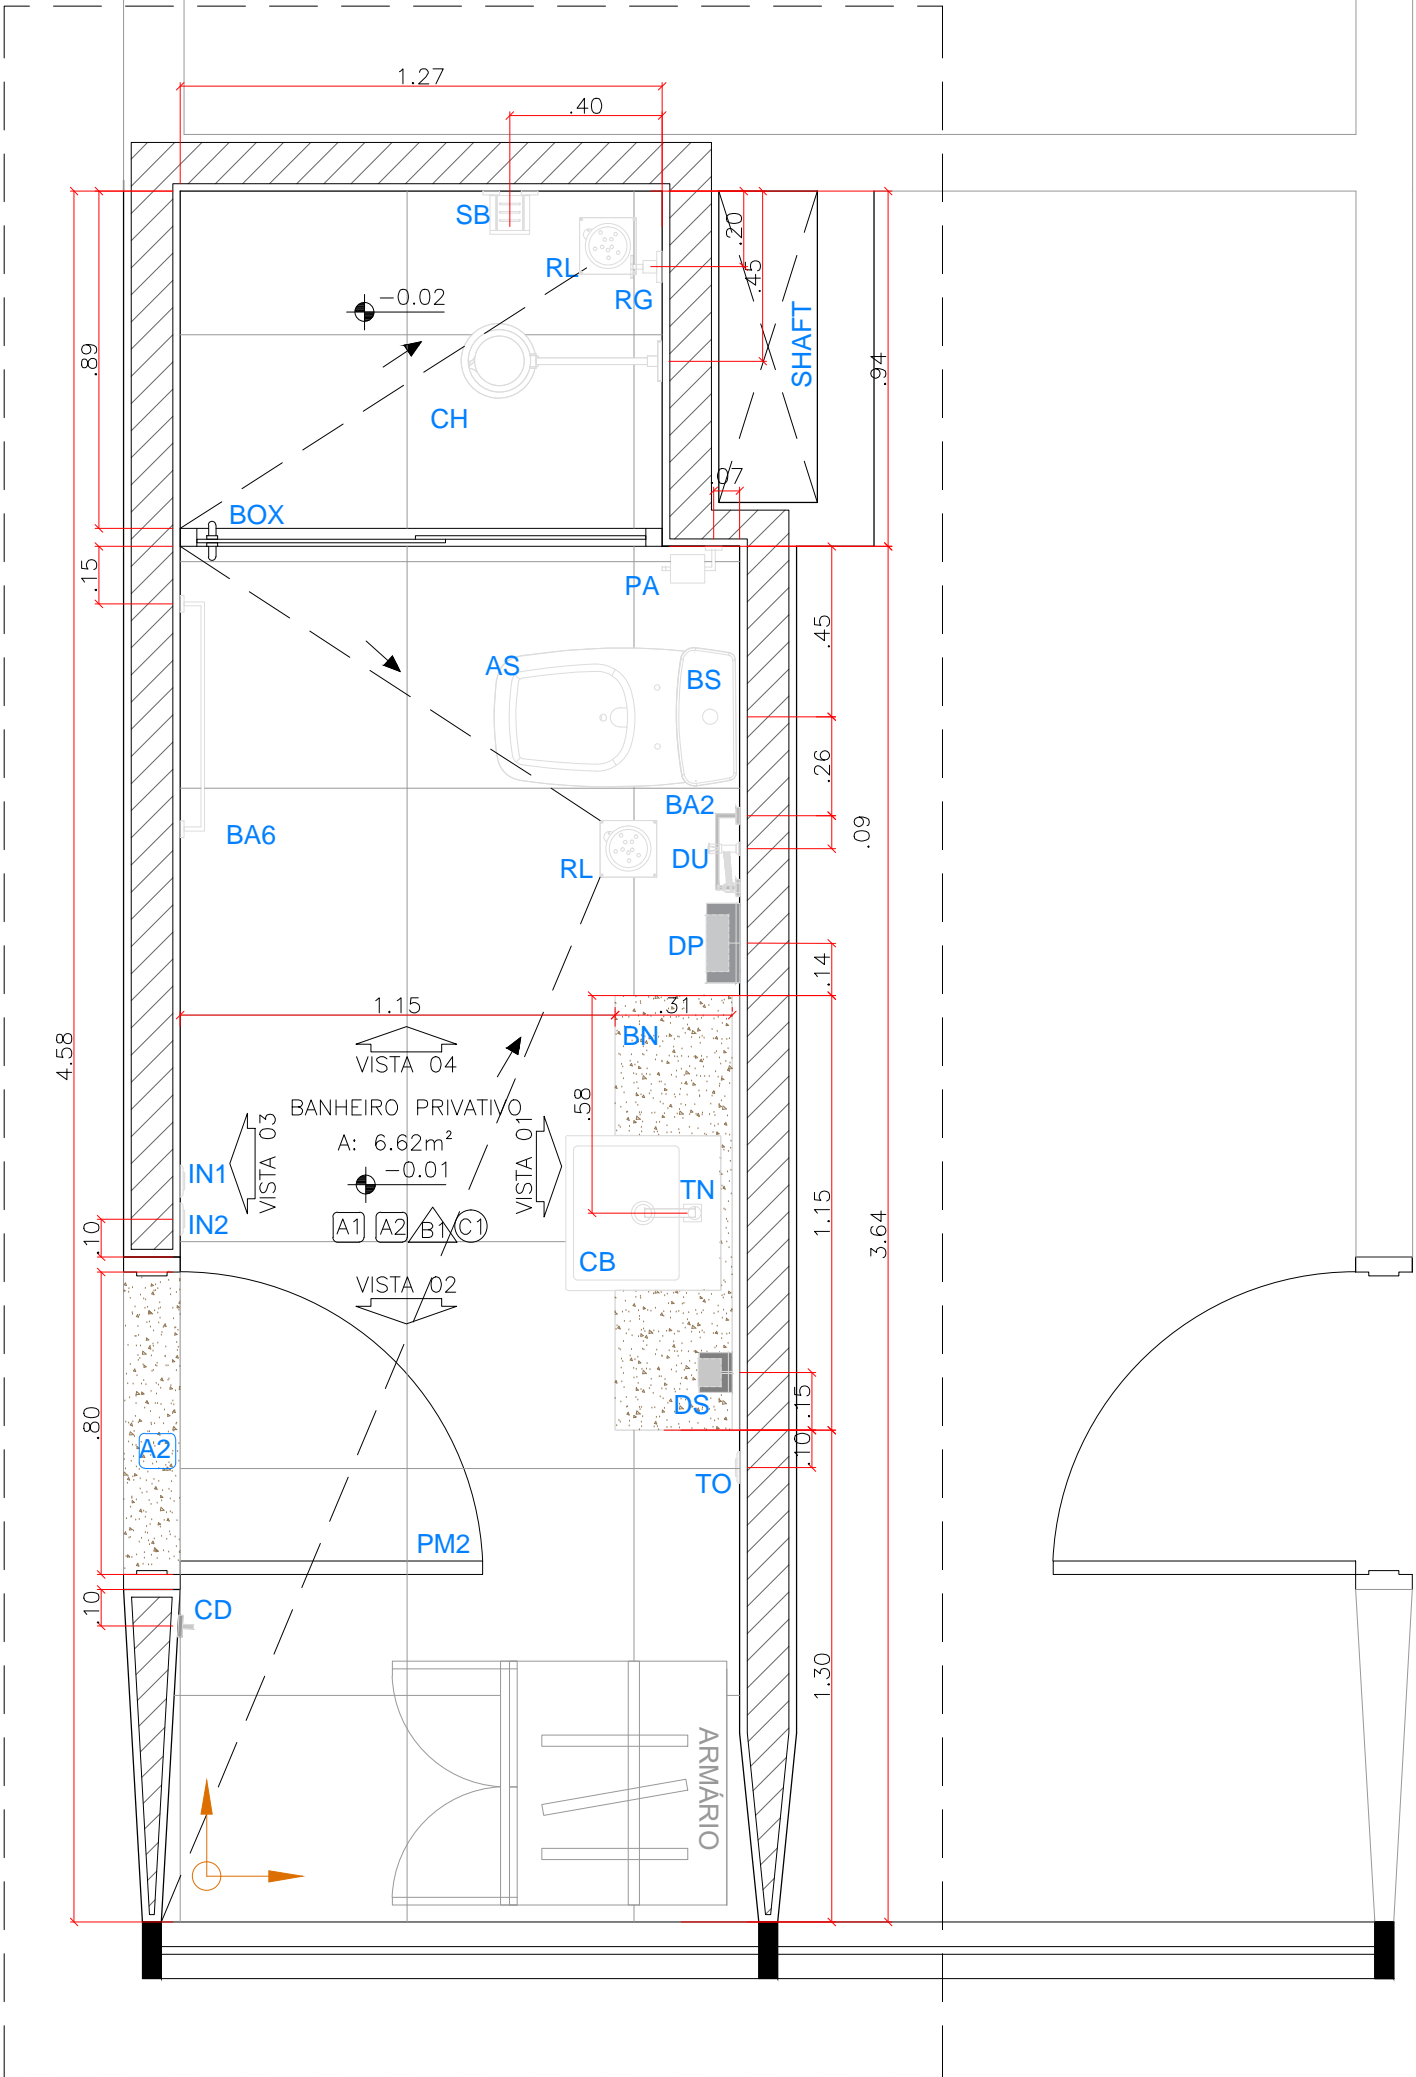 1.27
.40
SB
.20
RL
.45
RG
-0.02
SHAFT
.89
.94
CH
.07
BOX
.15
PA
.45
AS
BS
.26
BA2
BA6
.09
DU
RL
DP
.14
1.15
.31
BN
4.58
VISTA 04
.58
BANHEIRO PRIVATIVO
A: 6.62m²
-0.01
VISTA 03
VISTA 01
IN1
TN
1.15
IN2
A1
A2
B1
C1
.10
3.64
CB
VISTA 02
.80
.15
DS
A2
.10
TO
PM2
.10
CD
1.30
ARMÁRIO